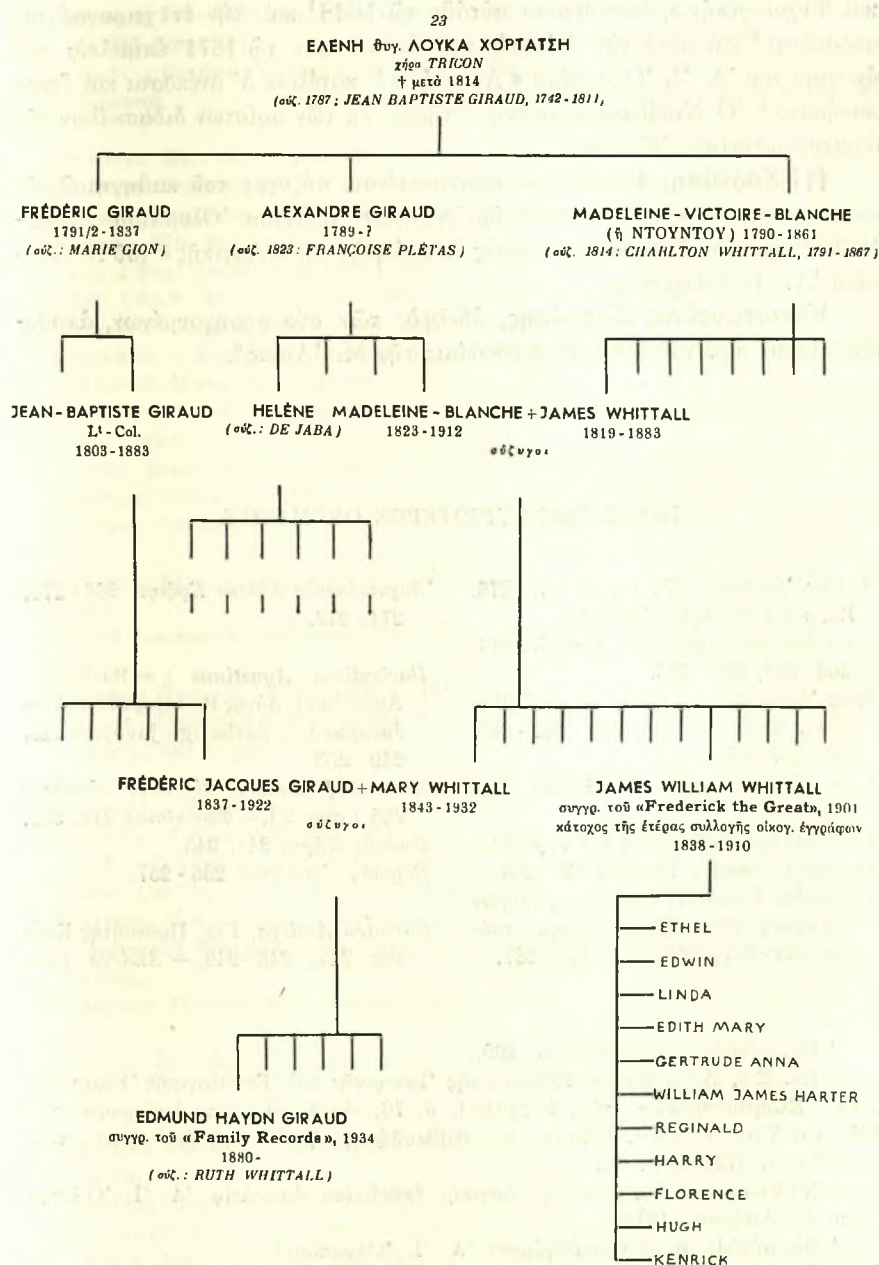 23
ΕΛΕΝΗ θυγ. ΛΟΥΚΑ ΧΟΡΤΑΤΣΗ
χήρα TRICON
† μετὰ 1814
(σύζ. 1787: JEAN BAPTISTE GIRAUD, 1742-1811,
FRÉDÉRIC GIRAUD
1791/2-1837
(σύζ.: MARIE GION)
ALEXANDRE GIRAUD
1789-?
(σύζ. 1823: FRANÇOISE PLÉTAS)
MADELEINE-VICTOIRE-BLANCHE
(ἢ ΝΤΟΥΝΤΟΥ) 1790-1861
(σύζ. 1814: CHARLTON WHITTALL, 1791-1867)
JEAN-BAPTISTE GIRAUD
Lt-Col.
1803-1883
HELÈNE
(σύζ.: DE JABA)
MADELEINE-BLANCHE+JAMES WHITTALL
1823-1912 1819-1883
σύζυγοι
FRÉDÉRIC JACQUES GIRAUD+MARY WHITTALL
1837-1922 1843-1932
σύζυγοι
JAMES WILLIAM WHITTALL
συγγρ. τοῦ «Frederick the Great», 1901
κάτοχος τῆς ἑτέρας συλλογῆς οἰκογ. ἐγγράφων
1838-1910
ETHEL
EDWIN
LINDA
EDITH MARY
GERTRUDE ANNA
WILLIAM JAMES HARTER
REGINALD
HARRY
FLORENCE
HUGH
KENRICK
EDMUND HAYDN GIRAUD
συγγρ. τοῦ «Family Records», 1934
1880-
(σύζ.: RUTH WHITTALL)